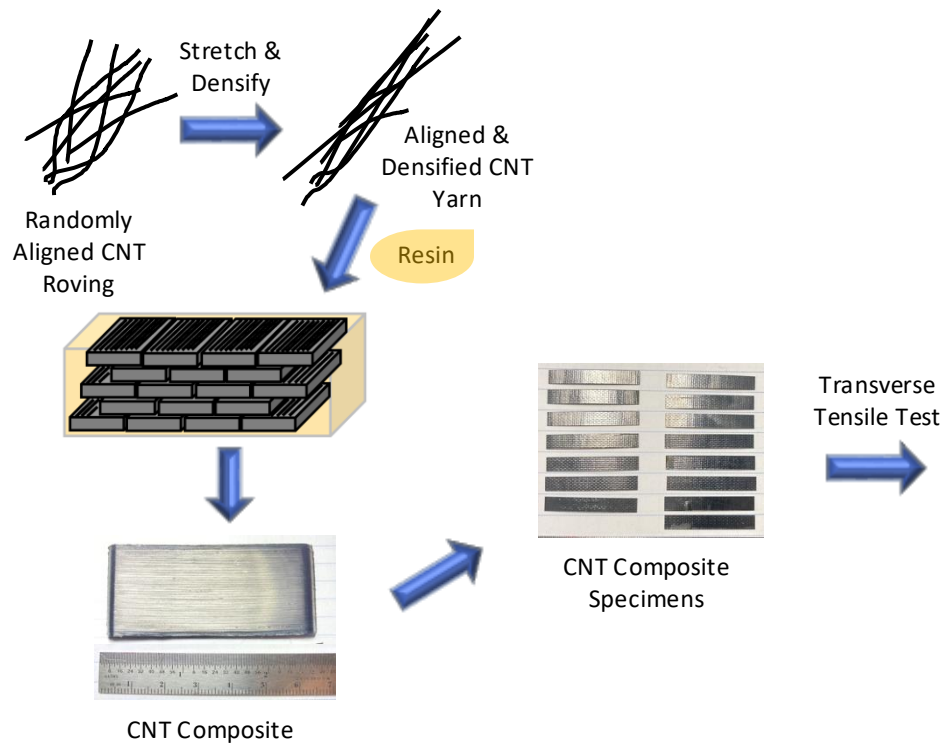 Stretch &
Densify
Randomly
Aligned CNT
Roving
Aligned &
Densified CNT
Yarn
Resin
Transverse
Tensile Test
CNT Composite
Specimens
CNT Composite